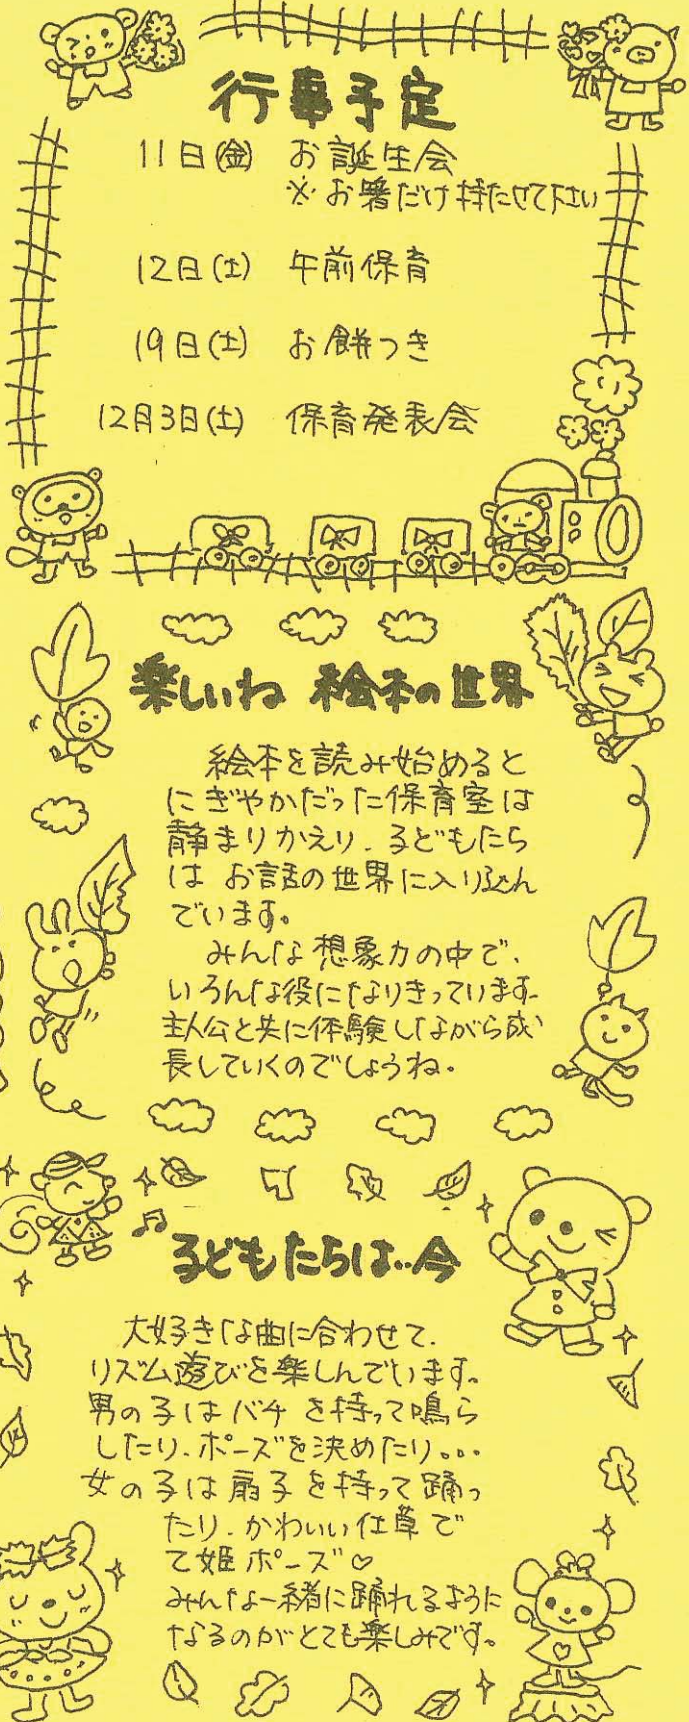 行事予定
11日(金) お誕生会
※お箸だけ持たせて下さい
12日(土) 午前保育
19日(土) お餅つき
12月3日(土) 保育発表会
楽しいね 絵本の世界
絵本を読み始めると
にぎやかだった保育室は
静まりかえり、子どもたち
は お話の世界に入り込ん
でいます。
みんな想像力の中で、
いろんな役になりきっています。
主人公と共に体験しながら成
長していくのでしょうね。
子どもたちは‥今
大好きな曲に合わせて、
リズム遊びを楽しんでいます。
男の子はバチを持って鳴ら
したり、ポーズを決めたり。。。
女の子は扇子を持って踊っ
たり、かわいい仕草で
て姫ポーズ♡
みんな一緒に踊れるように
なるのがとても楽しみです。